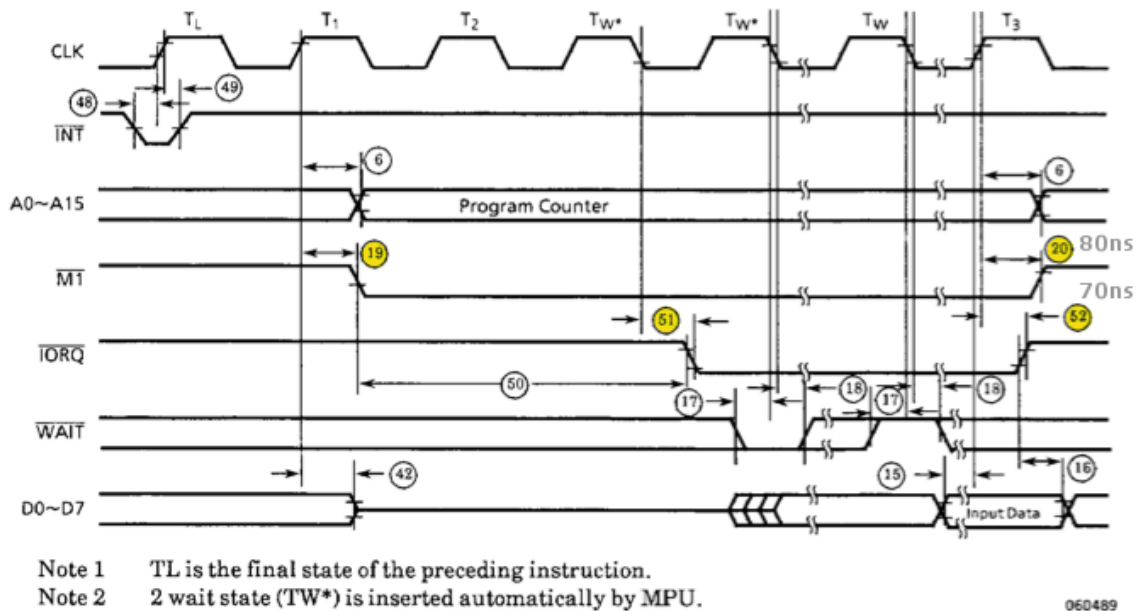 TL T1 T2 TW* TW* TW T3
CLK
48 49
INT
6 6
A0~A15 Program Counter
19 20 80ns
M1 70ns
51 52
IORQ
50 18 18
17 17
WAIT
42 15 16
D0~D7 Input Data
Note 1 TL is the final state of the preceding instruction.
Note 2 2 wait state (TW*) is inserted automatically by MPU.
060489